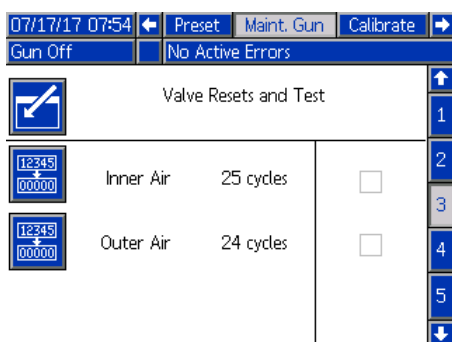 07/17/17 07:54 Preset Maint. Gun Calibrate
Gun Off No Active Errors
Valve Resets and Test
1
2
12345
00000
Inner Air 25 cycles
3
12345
00000
Outer Air 24 cycles
4
5